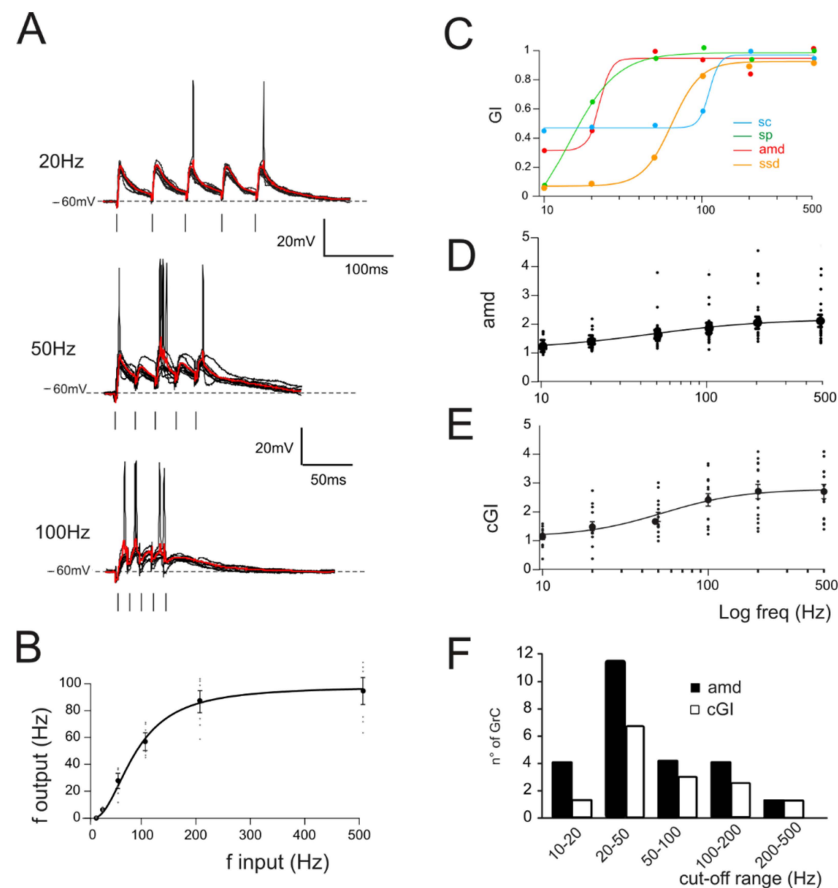 A
20Hz
–60mV
20mV
100ms
50Hz
–60mV
20mV
50ms
100Hz
–60mV
B
f output (Hz)
100
80
60
40
20
0
0
100
200
300
400
500
f input (Hz)
C
GI
1
0.8
0.6
0.4
0.2
0
10
100
500
sc
sp
amd
ssd
D
amd
5
4
3
2
1
0
10
100
500
E
cGI
5
4
3
2
1
0
10
100
500
Log freq (Hz)
F
n° of GrC
12
10
8
6
4
2
0
amd
cGI
10-20
20-50
50-100
100-200
200-500
cut-off range (Hz)